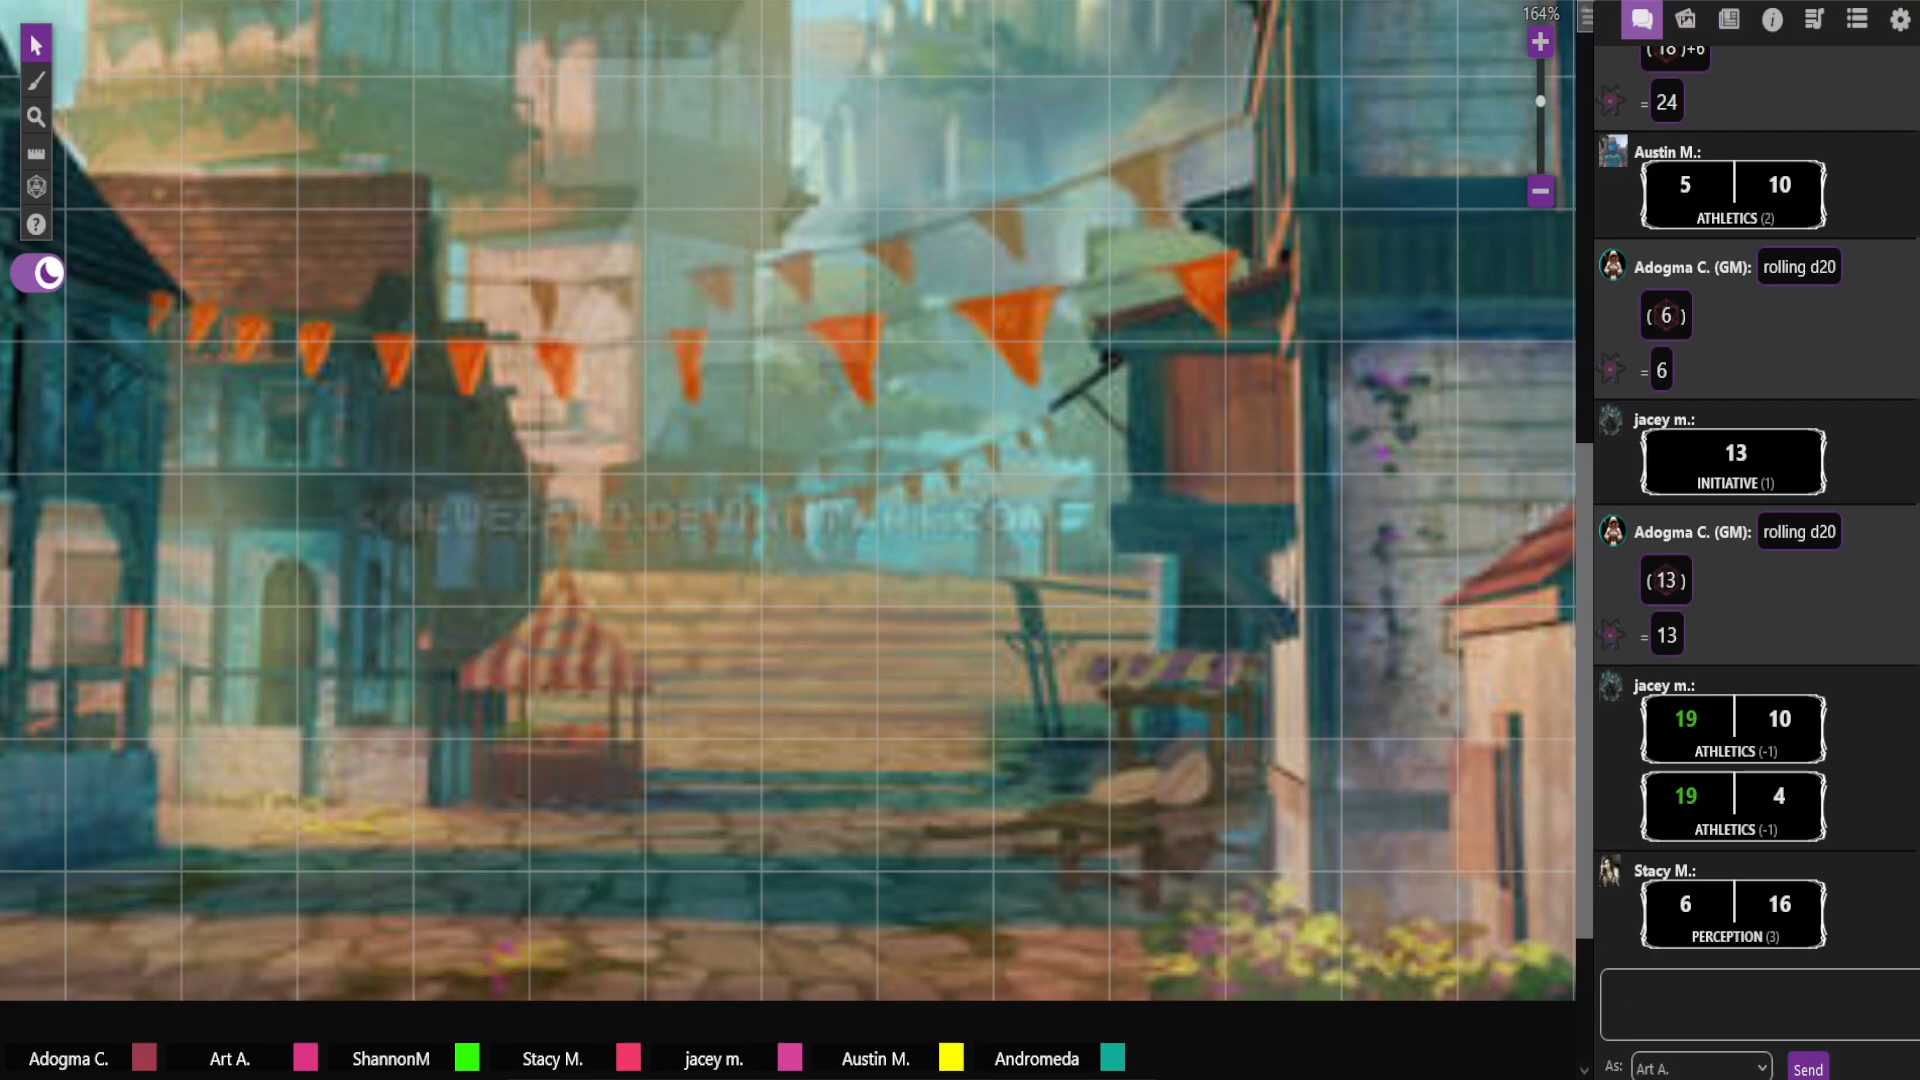 164%
( 18 )+6
= 24
Austin M.:
5 10
ATHLETICS (2)
Adogma C. (GM): rolling d20
( 6 )
= 6
jacey m.:
13
INITIATIVE (1)
Adogma C. (GM): rolling d20
( 13 )
= 13
jacey m.:
19 10
ATHLETICS (-1)
19 4
ATHLETICS (-1)
Stacy M.:
6 16
PERCEPTION (3)
As: Art A. Send
Adogma C. Art A. ShannonM Stacy M. jacey m. Austin M. Andromeda